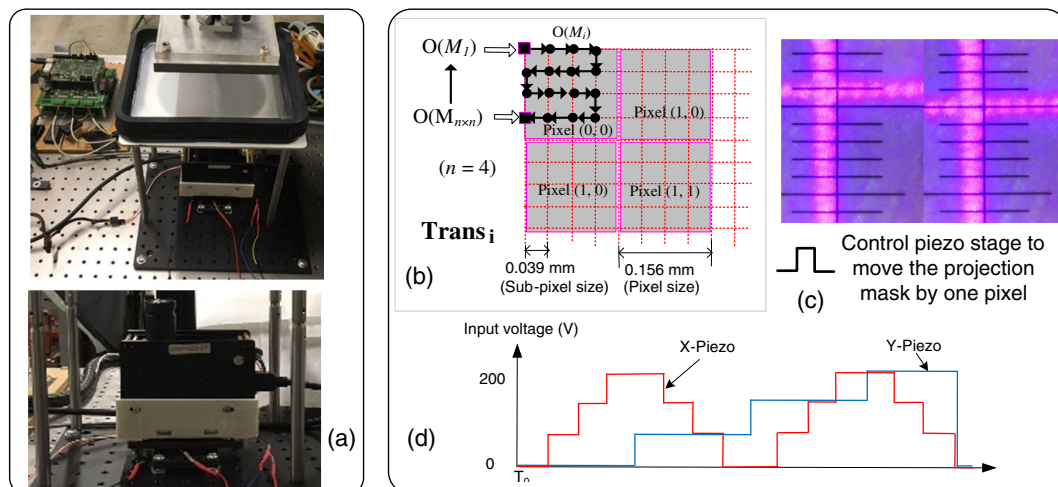 (a)
(b)
O(M₁)
O(Mᵢ)
O(Mₙₓₙ)
Pixel (0, 0)
Pixel (1, 0)
(n = 4)
Pixel (1, 0)
Pixel (1, 1)
Trans i
0.039 mm
(Sub-pixel size)
0.156 mm
(Pixel size)
(c)
Control piezo stage to
move the projection
mask by one pixel
(d)
Input voltage (V)
X-Piezo
Y-Piezo
200
0
T₀